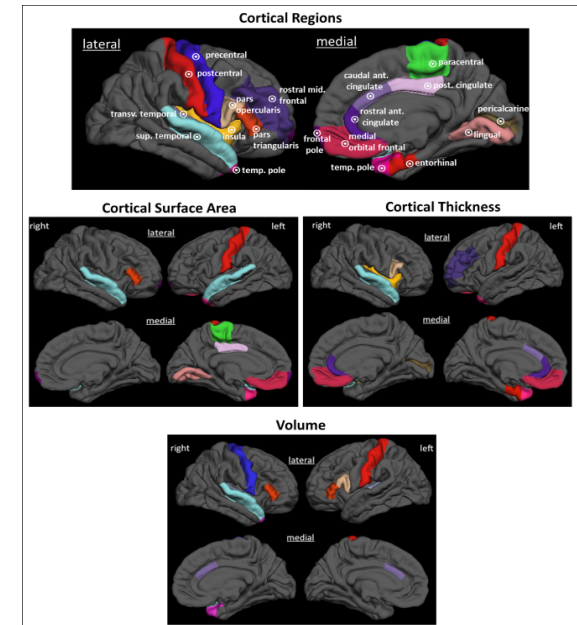 Cortical Regions
lateral
medial
precentral
postcentral
paracentral
rostral mid.
frontal
caudal ant.
cingulate
post. cingulate
pars
opercularis
transv. temporal
rostral ant.
cingulate
pericalcarine
sup. temporal
insula
pars
triangularis
frontal
pole
medial
orbital frontal
lingual
temp. pole
temp. pole
entorhinal
Cortical Surface Area
right
lateral
left
medial
Cortical Thickness
right
left
lateral
medial
Volume
right
left
lateral
medial